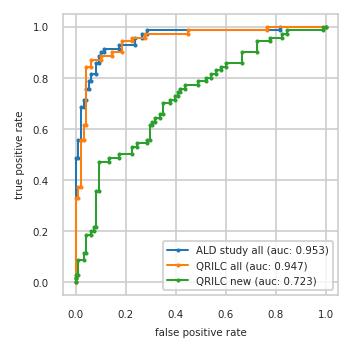 1.0
0.8
0.6
0.4
0.2
0.0
true positive rate
ALD study all (auc: 0.953)
QRILC all (auc: 0.947)
QRILC new (auc: 0.723)
0.0 0.2 0.4 0.6 0.8 1.0
false positive rate